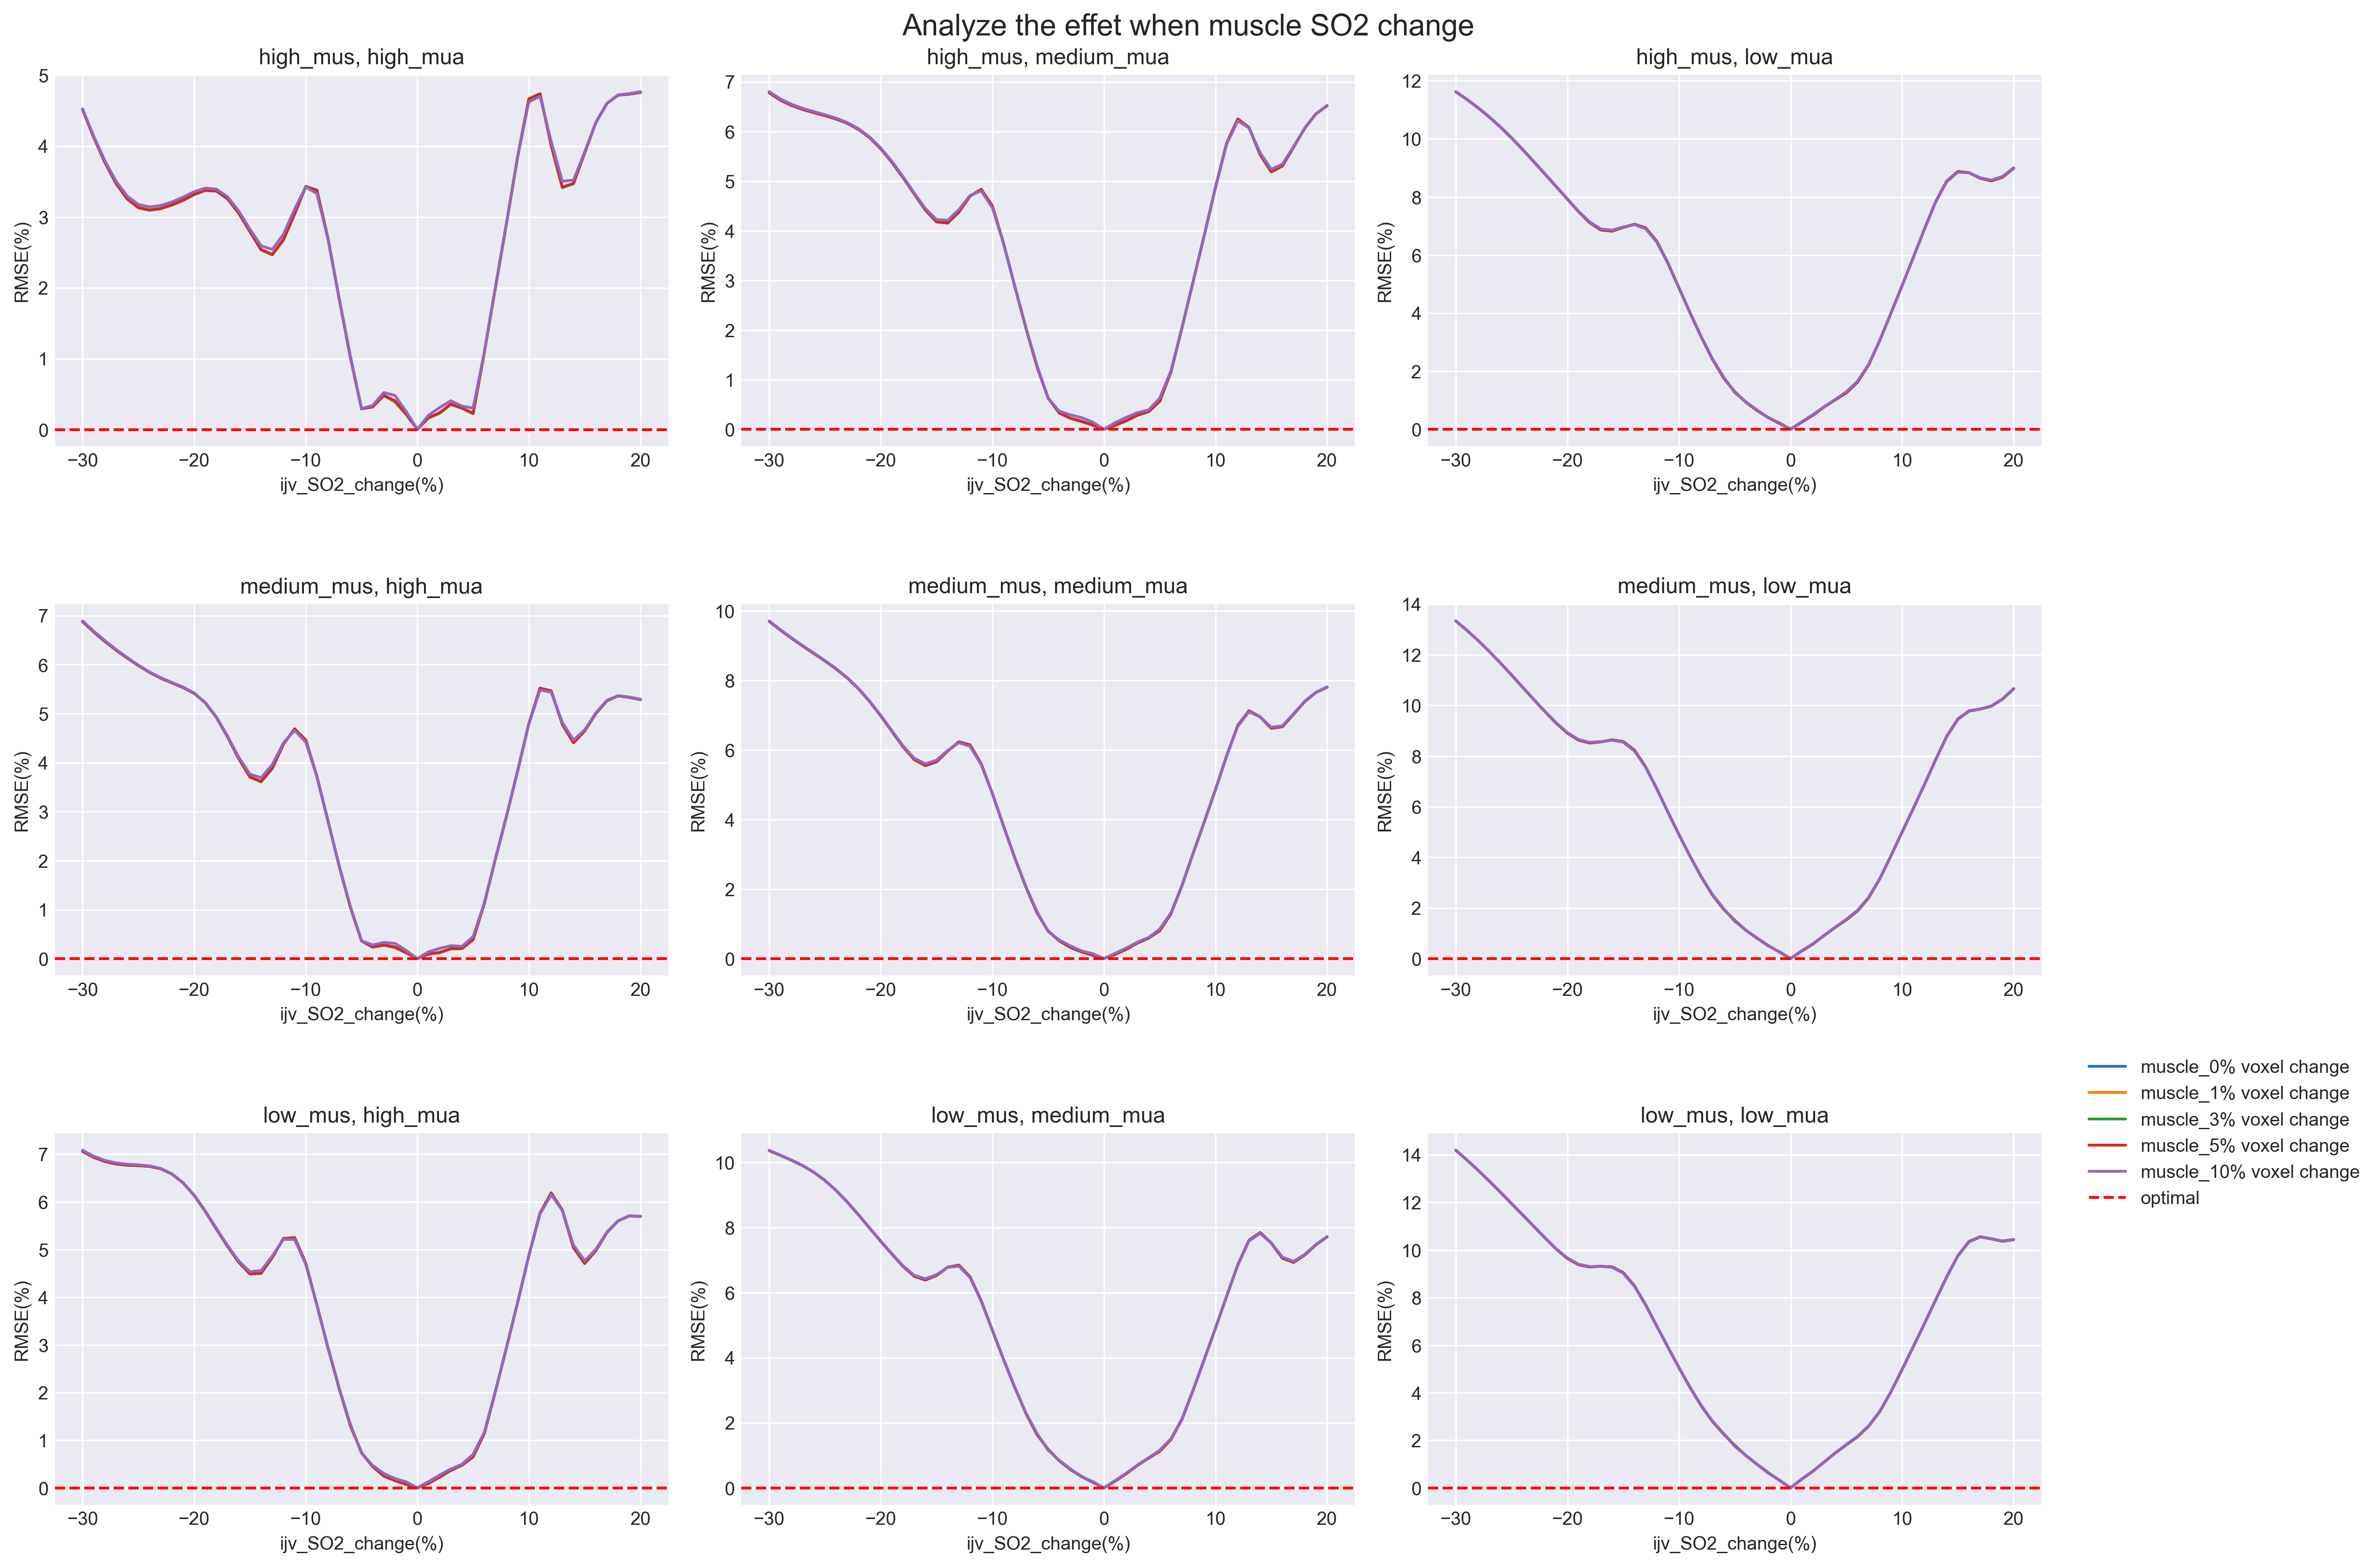 Analyze the effet when muscle SO2 change
high_mus, high_mua
RMSE(%)
5
4
3
2
1
0
−30 −20 −10 0 10 20
ijv_SO2_change(%)
high_mus, medium_mua
RMSE(%)
7
6
5
4
3
2
1
0
−30 −20 −10 0 10 20
ijv_SO2_change(%)
high_mus, low_mua
RMSE(%)
12
10
8
6
4
2
0
−30 −20 −10 0 10 20
ijv_SO2_change(%)
medium_mus, high_mua
RMSE(%)
7
6
5
4
3
2
1
0
−30 −20 −10 0 10 20
ijv_SO2_change(%)
medium_mus, medium_mua
RMSE(%)
10
8
6
4
2
0
−30 −20 −10 0 10 20
ijv_SO2_change(%)
medium_mus, low_mua
RMSE(%)
14
12
10
8
6
4
2
0
−30 −20 −10 0 10 20
ijv_SO2_change(%)
low_mus, high_mua
RMSE(%)
7
6
5
4
3
2
1
0
−30 −20 −10 0 10 20
ijv_SO2_change(%)
low_mus, medium_mua
RMSE(%)
10
8
6
4
2
0
−30 −20 −10 0 10 20
ijv_SO2_change(%)
low_mus, low_mua
RMSE(%)
14
12
10
8
6
4
2
0
−30 −20 −10 0 10 20
ijv_SO2_change(%)
muscle_0% voxel change
muscle_1% voxel change
muscle_3% voxel change
muscle_5% voxel change
muscle_10% voxel change
optimal